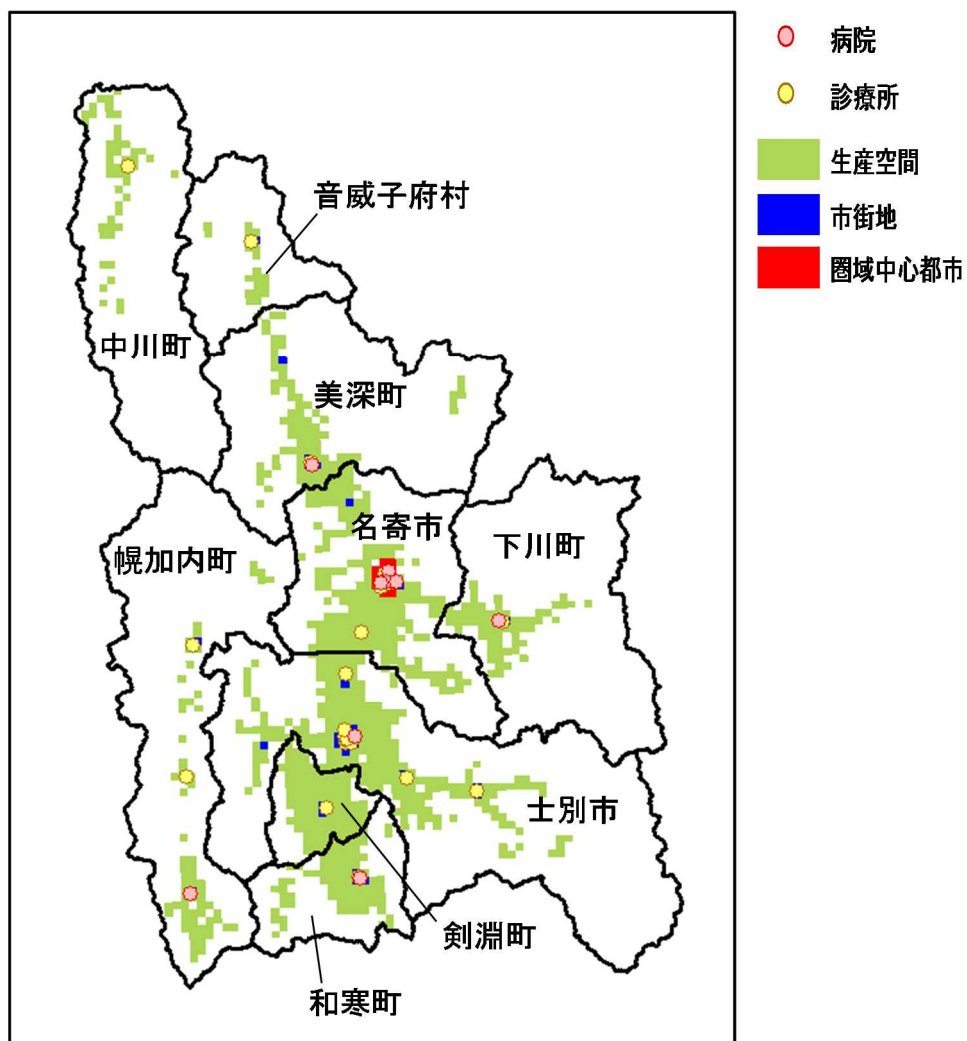 病院
診療所
生産空間
市街地
圏域中心都市
音威子府村
中川町
美深町
名寄市
下川町
幌加内町
士別市
剣淵町
和寒町